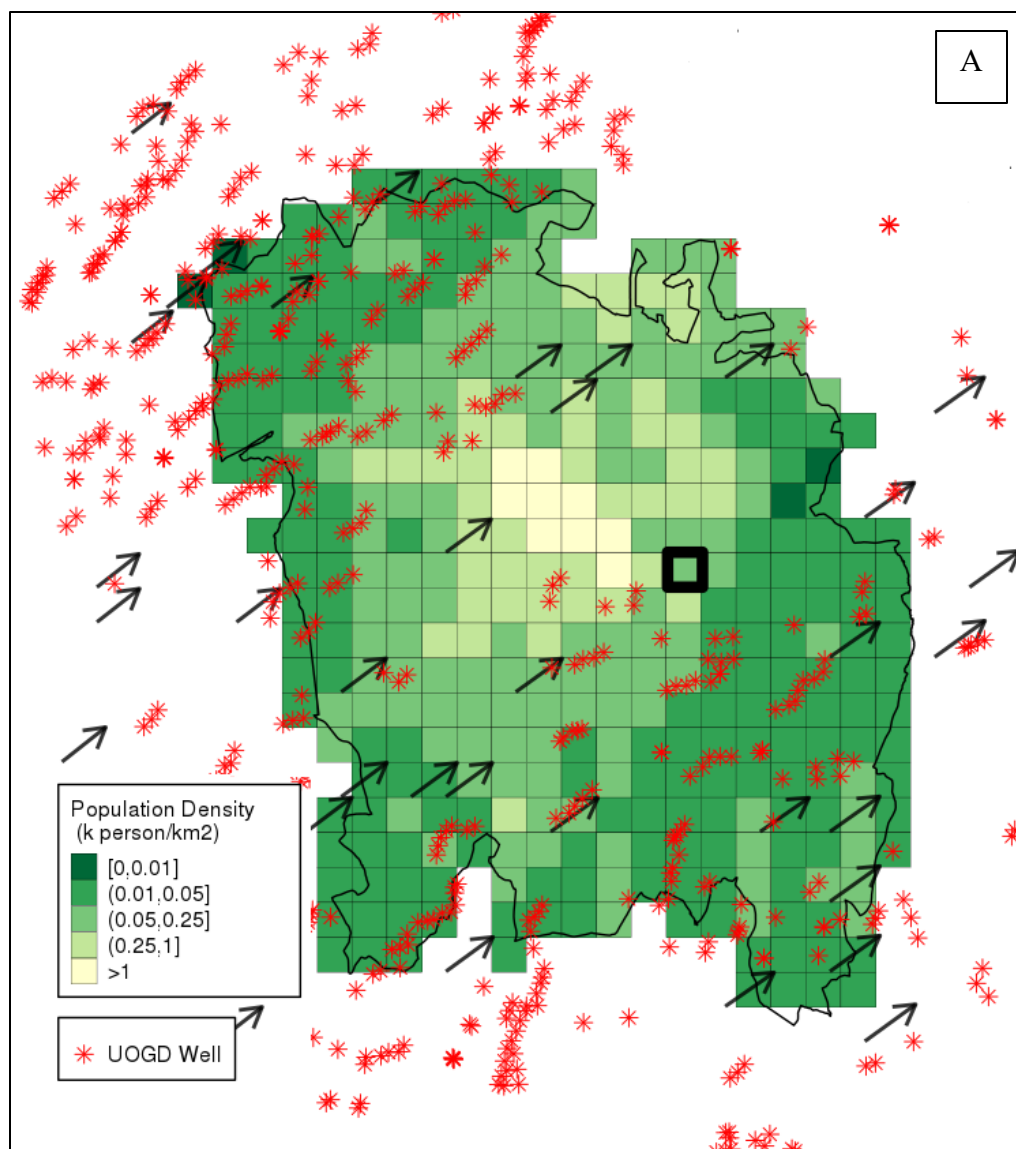 A
Population Density
(k person/km2)
[0,0.01]
(0.01,0.05]
(0.05,0.25]
(0.25,1]
>1
UOGD Well